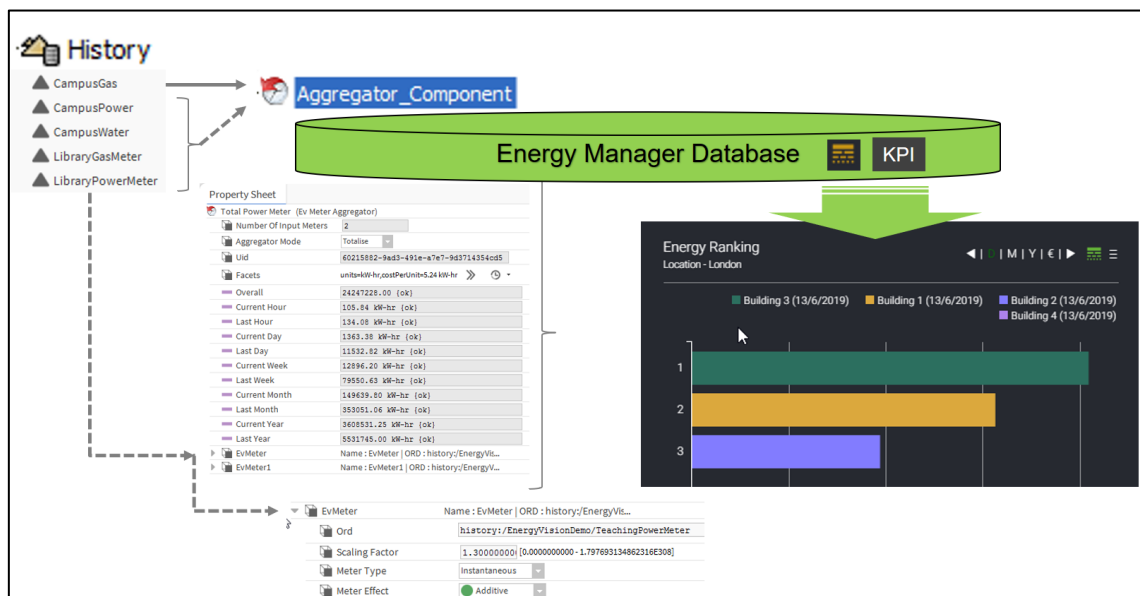 History
CampusGas
CampusPower
CampusWater
LibraryGasMeter
LibraryPowerMeter
Aggregator_Component
Energy Manager Database KPI
Property Sheet
Total Power Meter (Ev Meter Aggregator)
Number Of Input Meters 2
Aggregator Mode Totalise
Uid 60215882-9ad3-491e-a7e7-9d3714354cd5
Facets units=kW-hr,costPerUnit=5.24 kW-hr
Overall 24247228.00 {ok}
Current Hour 105.84 kW-hr {ok}
Last Hour 134.08 kW-hr {ok}
Current Day 1363.38 kW-hr {ok}
Last Day 11532.82 kW-hr {ok}
Current Week 12896.20 kW-hr {ok}
Last Week 79550.63 kW-hr {ok}
Current Month 149639.80 kW-hr {ok}
Last Month 353051.06 kW-hr {ok}
Current Year 3608531.25 kW-hr {ok}
Last Year 5531745.00 kW-hr {ok}
EvMeter Name : EvMeter | ORD : history:/EnergyVis...
EvMeter1 Name : EvMeter1 | ORD : history:/EnergyV...
Energy Ranking
Location - London
◀ | D | M | Y | € | ▶
Building 3 (13/6/2019) Building 1 (13/6/2019) Building 2 (13/6/2019)
Building 4 (13/6/2019)
1
2
3
EvMeter Name : EvMeter | ORD : history:/EnergyVis...
Ord history:/EnergyVisionDemo/TeachingPowerMeter
Scaling Factor 1.30000000 [0.0000000000 - 1.797693134862316E308]
Meter Type Instantaneous
Meter Effect Additive